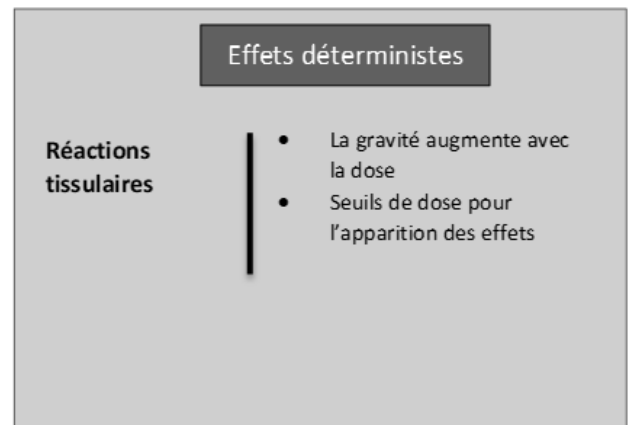 Effets déterministes
Réactions
tissulaires
• La gravité augmente avec
la dose
• Seuils de dose pour
l'apparition des effets